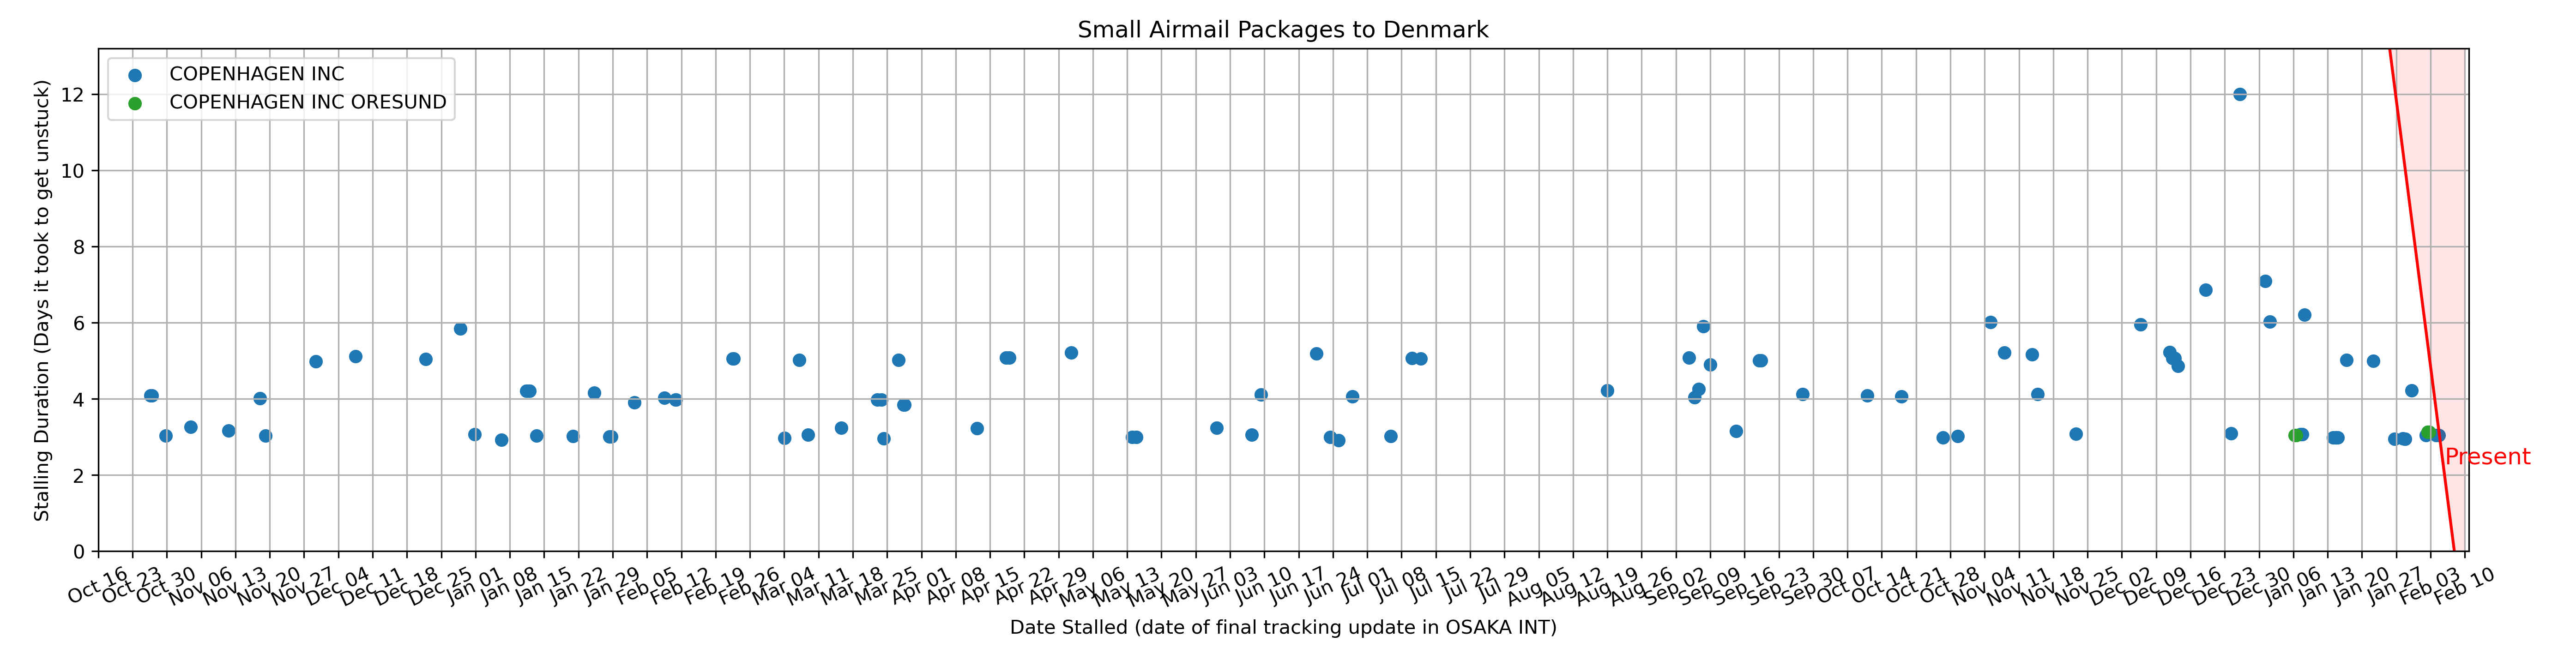 Small Airmail Packages to Denmark
COPENHAGEN INC
COPENHAGEN INC ORESUND
Stalling Duration (Days it took to get unstuck)
12
10
8
6
4
2
0
Present
Oct 16 Oct 23 Oct 30 Nov 06 Nov 13 Nov 20 Nov 27 Dec 04 Dec 11 Dec 18 Dec 25 Jan 01 Jan 08 Jan 15 Jan 22 Jan 29 Feb 05 Feb 12 Feb 19 Feb 26 Mar 04 Mar 11 Mar 18 Mar 25 Apr 01 Apr 08 Apr 15 Apr 22 Apr 29 May 06 May 13 May 20 May 27 Jun 03 Jun 10 Jun 17 Jun 24 Jul 01 Jul 08 Jul 15 Jul 22 Jul 29 Aug 05 Aug 12 Aug 19 Aug 26 Sep 02 Sep 09 Sep 16 Sep 23 Sep 30 Oct 07 Oct 14 Oct 21 Oct 28 Nov 04 Nov 11 Nov 18 Nov 25 Dec 02 Dec 09 Dec 16 Dec 23 Dec 30 Jan 06 Jan 13 Jan 20 Jan 27 Feb 03 Feb 10
Date Stalled (date of final tracking update in OSAKA INT)